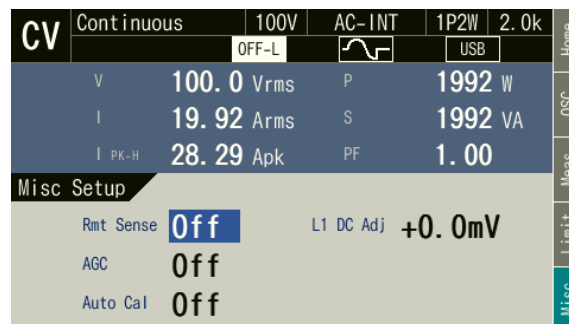 CV Continuous 100V AC-INT 1P2W 2.0k
OFF-L USB
V 100.0 Vrms P 1992 W
I 19.92 Arms S 1992 VA
I PK-H 28.29 Apk PF 1.00
Misc Setup
Rmt Sense Off L1 DC Adj +0.0mV
AGC Off
Auto Cal Off
Home
OSC
Meas
Limit
Misc